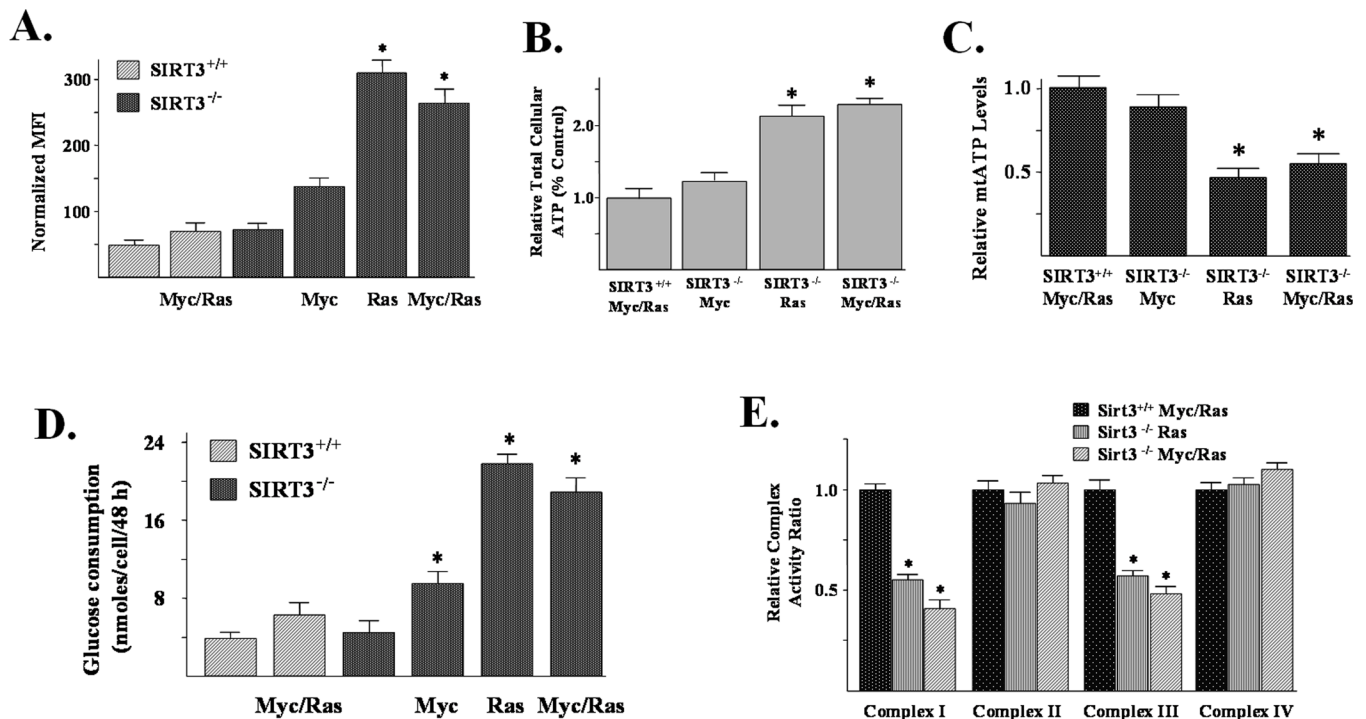 A.
Normalized MFI
300
200
100
SIRT3+/+
SIRT3-/-
*
*
Myc/Ras
Myc
Ras
Myc/Ras
B.
Relative Total Cellular
ATP (% Control)
2.0
1.0
*
*
SIRT3+/+
Myc/Ras
SIRT3-/-
Myc
SIRT3-/-
Ras
SIRT3-/-
Myc/Ras
C.
Relative mtATP Levels
1.0
0.5
*
*
SIRT3+/+
Myc/Ras
SIRT3-/-
Myc
SIRT3-/-
Ras
SIRT3-/-
Myc/Ras
D.
Glucose consumption
(nmoles/cell/48 h)
24
16
8
SIRT3+/+
SIRT3-/-
*
*
*
Myc/Ras
Myc
Ras
Myc/Ras
E.
Relative Complex
Activity Ratio
1.0
0.5
Sirt3+/+ Myc/Ras
Sirt3-/- Ras
Sirt3-/- Myc/Ras
*
*
*
*
Complex I
Complex II
Complex III
Complex IV